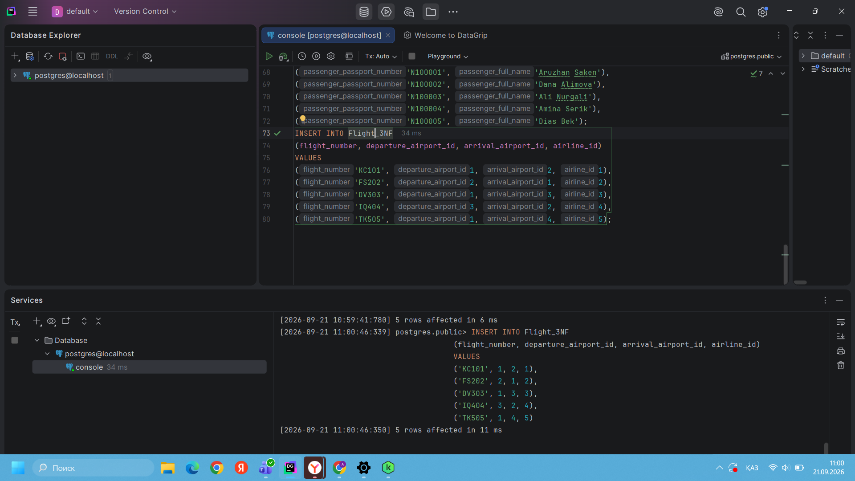 D default Version Control
Database Explorer
DDL
postgres@localhost 1
console [postgres@localhost] Welcome to DataGrip
Tx: Auto Playground postgres.public
7
68 ( passenger_passport_number 'N100001', passenger_full_name 'Aruzhan Saken'),
69 ( passenger_passport_number 'N100002', passenger_full_name 'Dana Alimova'),
70 ( passenger_passport_number 'N100003', passenger_full_name 'Ali Nurgali'),
71 ( passenger_passport_number 'N100004', passenger_full_name 'Amina Serik'),
72 ( passenger_passport_number 'N100005', passenger_full_name 'Dias Bek');
73 INSERT INTO Flight_3NF 34 ms
74 (flight_number, departure_airport_id, arrival_airport_id, airline_id)
75 VALUES
76 ( flight_number 'KC101', departure_airport_id 1, arrival_airport_id 2, airline_id 1),
77 ( flight_number 'FS202', departure_airport_id 2, arrival_airport_id 1, airline_id 2),
78 ( flight_number 'DV303', departure_airport_id 1, arrival_airport_id 3, airline_id 3),
79 ( flight_number 'IQ404', departure_airport_id 3, arrival_airport_id 2, airline_id 4),
80 ( flight_number 'TK505', departure_airport_id 1, arrival_airport_id 4, airline_id 5);
default
Scratche
Services
Tx
Database
postgres@localhost
console 34 ms
[2026-09-21 10:59:41:780] 5 rows affected in 6 ms
[2026-09-21 11:00:46:339] postgres.public> INSERT INTO Flight_3NF
(flight_number, departure_airport_id, arrival_airport_id, airline_id)
VALUES
('KC101', 1, 2, 1),
('FS202', 2, 1, 2),
('DV303', 1, 3, 3),
('IQ404', 3, 2, 4),
('TK505', 1, 4, 5)
[2026-09-21 11:00:46:350] 5 rows affected in 11 ms
Поиск
ҚАЗ
11:00
21.09.2026